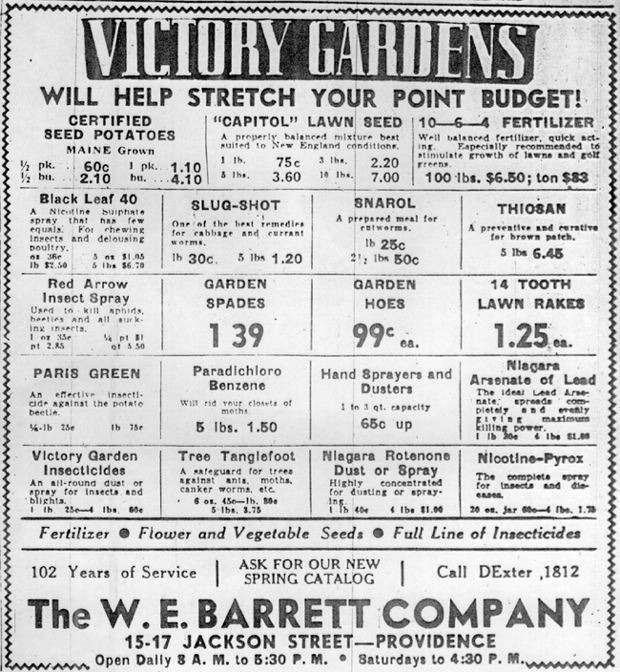 VICTORY GARDENS
WILL HELP STRETCH YOUR POINT BUDGET!
CERTIFIED
SEED POTATOES
MAINE Grown
½ pk. 60c 1 pk. 1.10
½ bu. 2.10 bu. 4.10
"CAPITOL" LAWN SEED
A properly balanced mixture best
suited to New England conditions.
1 lb. 75c 3 lbs. 2.20
5 lbs. 3.60 10 lbs. 7.00
10—6—4 FERTILIZER
Well balanced fertilizer, quick act-
ing. Especially recommended to
stimulate growth of lawns and golf
greens.
100 lbs. $6.50; ton $83
Black Leaf 40
A Nicotine Sulphate
spray that has few
equals. For chewing
insects and delousing
poultry.
oz 36c 5 oz $1.05
lb $2.50 5 lbs $6.70
SLUG-SHOT
One of the best remedies
for cabbage and currant
worms.
lb 30c. 5 lbs 1.20
SNAROL
A prepared meal for
cutworms.
lb 25c
2½ lbs 50c
THIOSAN
A preventive and curative
for brown patch.
5 lbs 6.45
Red Arrow
Insect Spray
Used to kill aphids,
beetles and all suck-
ing insects.
1 oz 35c ¼ pt $1
pt 2.85 qt 5.50
GARDEN
SPADES
1 39
GARDEN
HOES
99c ea.
14 TOOTH
LAWN RAKES
1.25 ea.
PARIS GREEN
An effective insecti-
cide against the potato
beetle.
¼-lb 25c lb 75c
Paradichloro
Benzene
Will rid your closets of
moths.
5 lbs. 1.50
Hand Sprayers and
Dusters
1 to 3 qt. capacity
65c up
Niagara
Arsenate of Lead
The ideal Lead Arse-
nate, spreads com-
pletely and evenly
giving maximum
killing power.
1 lb 4 lbs $1.00
Victory Garden
Insecticides
An all-round dust or
spray for insects and
blights.
1 lb 25c—4 lbs. 80c
Tree Tanglefoot
A safeguard for trees
against ants, moths,
canker worms, etc.
6 oz. 45c—lb. 80c
5 lbs. 3.75
Niagara Rotenone
Dust or Spray
Highly concentrated
for dusting or spray-
ing.
1 lb 40c 4 lbs $1.00
Nicotine-Pyrox
The complete spray
for insects and dis-
eases.
20 oz. jar 60c—4 lbs. 1.75
Fertilizer ● Flower and Vegetable Seeds ● Full Line of Insecticides
102 Years of Service
ASK FOR OUR NEW
SPRING CATALOG
Call DExter 1812
The W. E. BARRETT COMPANY
15-17 JACKSON STREET—PROVIDENCE
Open Daily 8 A. M. to 5:30 P. M. ● Saturdays to 4:30 P. M.